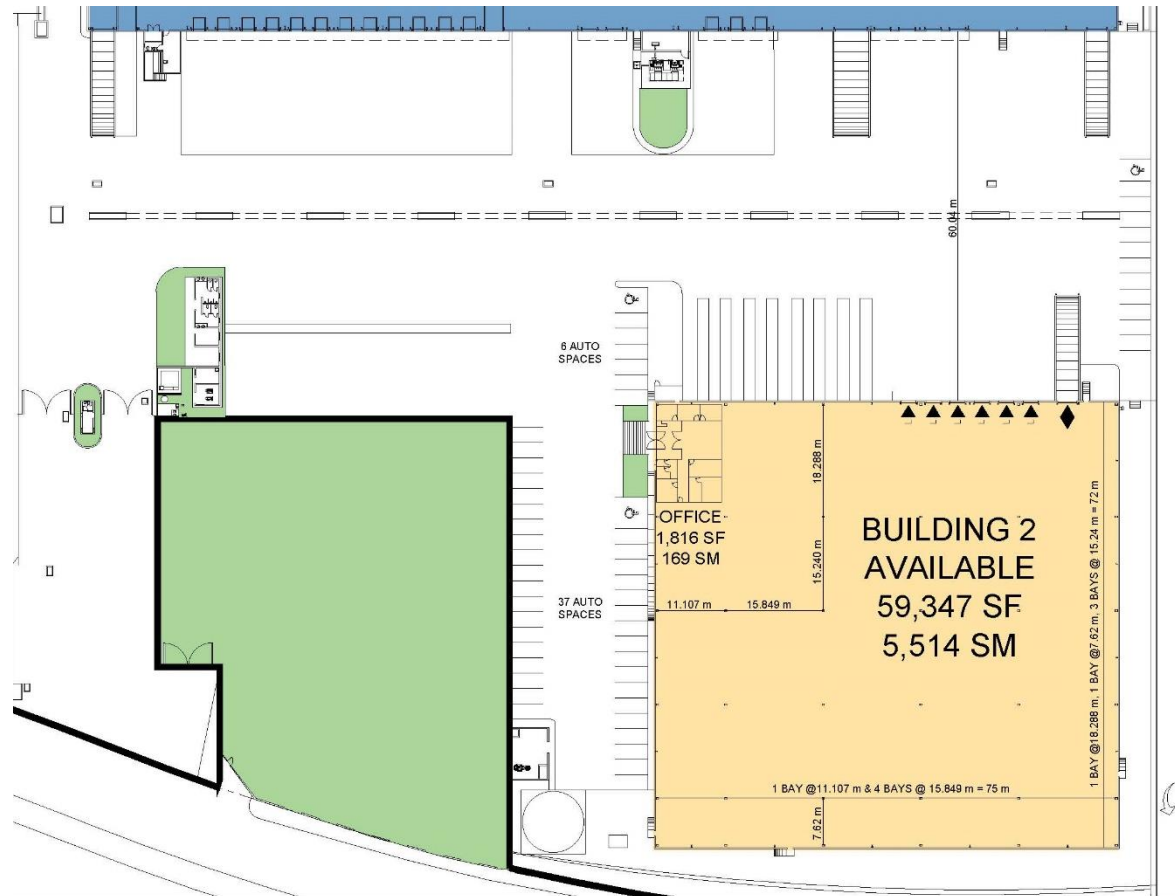 60.04 m
6 AUTO
SPACES
18.288 m
OFFICE
1,816 SF
169 SM
15.240 m
BUILDING 2
AVAILABLE
59,347 SF
5,514 SM
37 AUTO
SPACES
11.107 m
15.849 m
1 BAY @18.288 m, 1 BAY @7.62 m, 3 BAYS @ 15.24 m = 72 m
1 BAY @11.107 m & 4 BAYS @ 15.849 m = 75 m
7.62 m